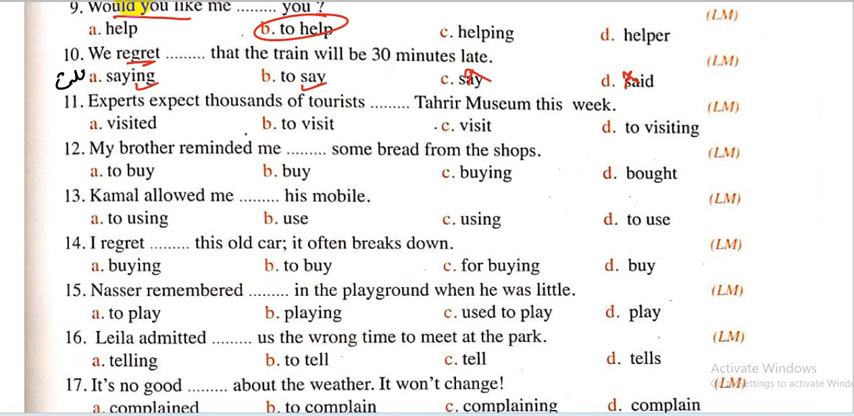 9. Would you like me ......... you ?
(LM)
a. help b. to help c. helping d. helper
10. We regret ......... that the train will be 30 minutes late.
(LM)
a. saying b. to say c. say d. said
11. Experts expect thousands of tourists ......... Tahrir Museum this week.
(LM)
a. visited b. to visit c. visit d. to visiting
12. My brother reminded me ......... some bread from the shops.
(LM)
a. to buy b. buy c. buying d. bought
13. Kamal allowed me ......... his mobile.
(LM)
a. to using b. use c. using d. to use
14. I regret ......... this old car; it often breaks down.
(LM)
a. buying b. to buy c. for buying d. buy
15. Nasser remembered ......... in the playground when he was little.
(LM)
a. to play b. playing c. used to play d. play
16. Leila admitted ......... us the wrong time to meet at the park.
(LM)
a. telling b. to tell c. tell d. tells
Activate Windows
17. It's no good ......... about the weather. It won't change!
(LM)
ettings to activate Winde
a. complained b. to complain c. complaining d. complain